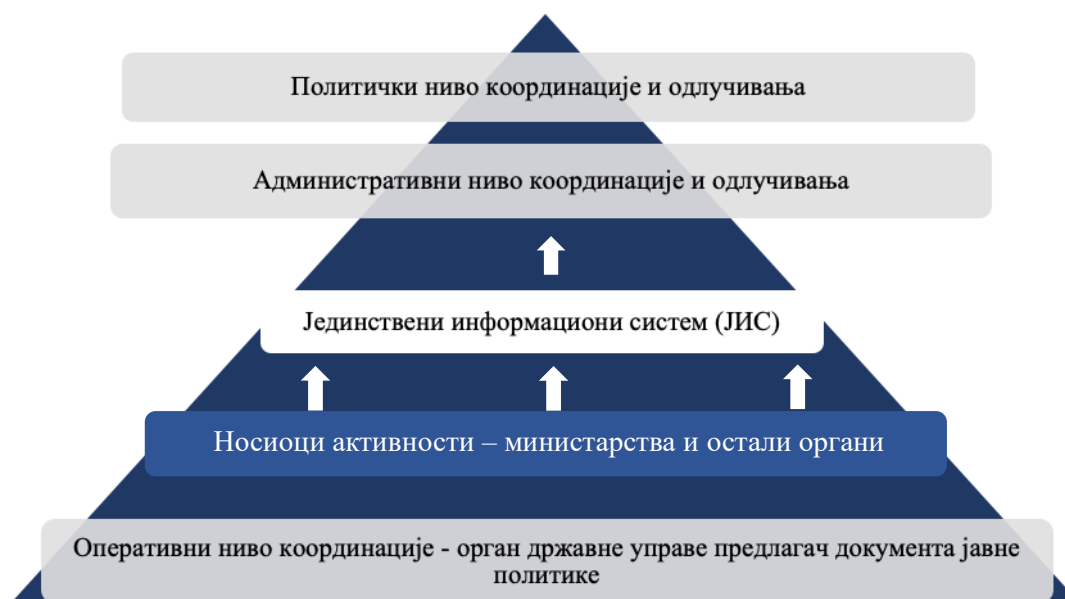 Политички ниво координације и одлучивања
Административни ниво координације и одлучивања
Јединствени информациони систем (ЈИС)
Носиоци активности – министарства и остали органи
Оперативни ниво координације - орган државне управе предлагач документа јавне
политике